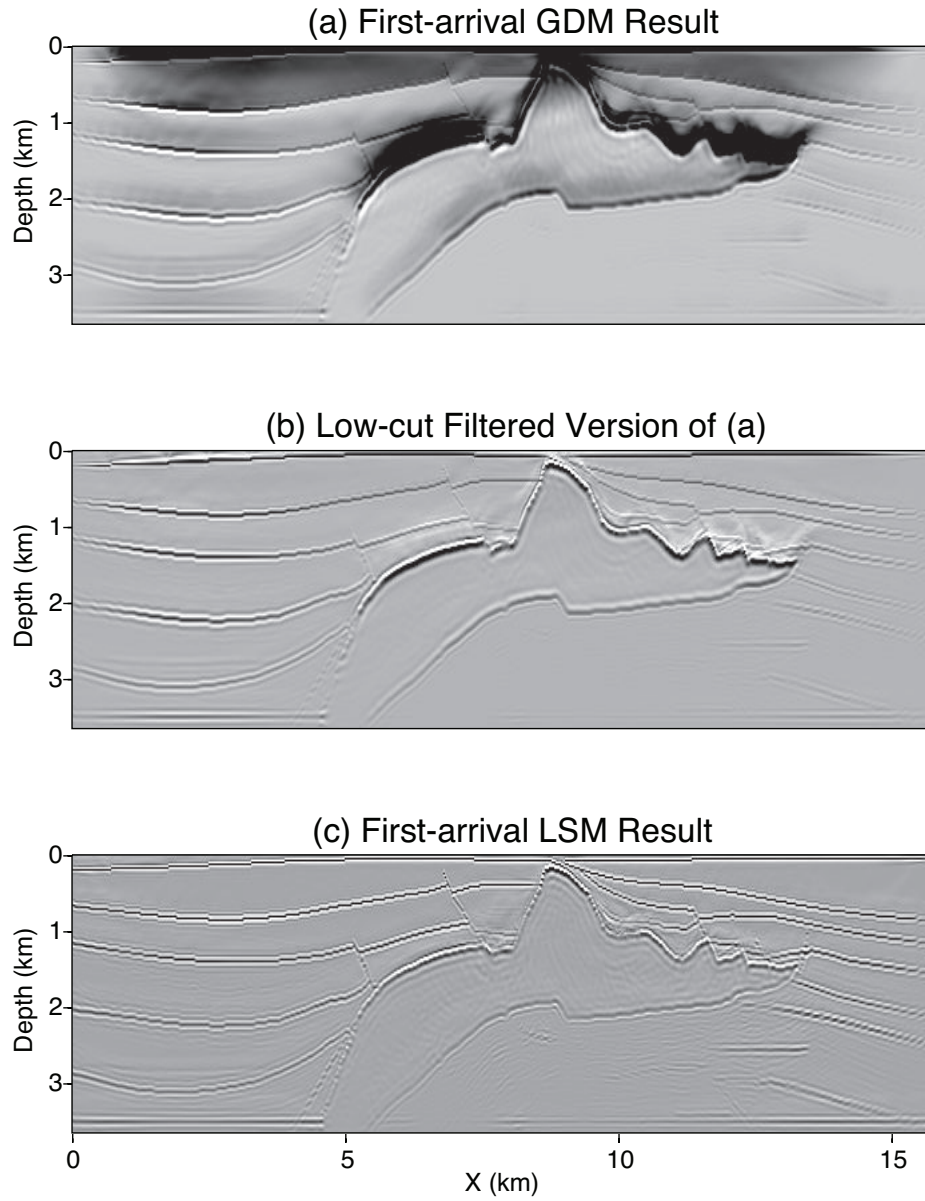 (a) First-arrival GDM Result
0
1
2
3
Depth (km)
(b) Low-cut Filtered Version of (a)
0
1
2
3
Depth (km)
(c) First-arrival LSM Result
0
1
2
3
Depth (km)
0 5 10 15
X (km)